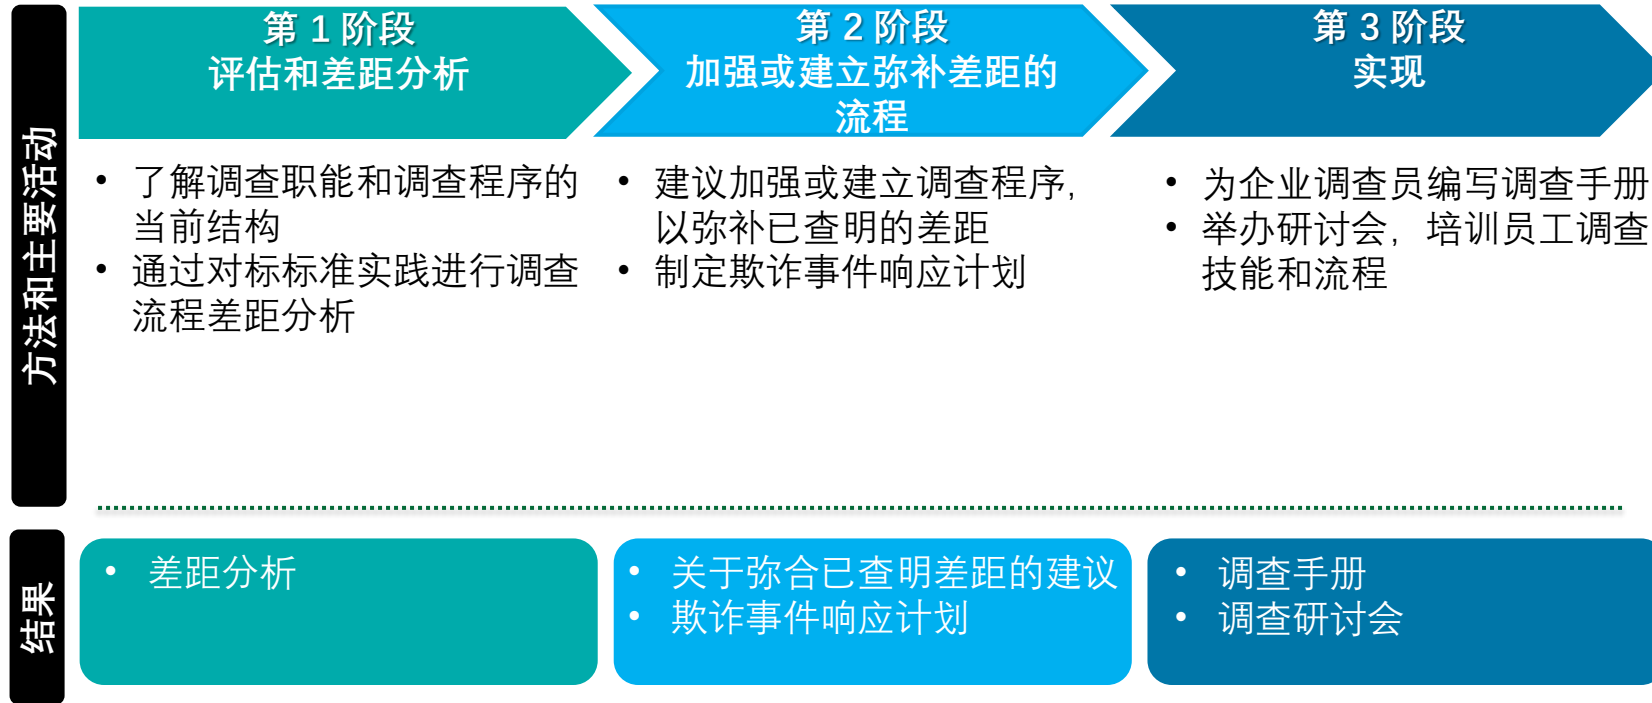 第 1 阶段
评估和差距分析
第 2 阶段
加强或建立弥补差距的
流程
第 3 阶段
实现
方法和主要活动
• 了解调查职能和调查程序的
当前结构
• 通过对标标准实践进行调查
流程差距分析
• 建议加强或建立调查程序,
以弥补已查明的差距
• 制定欺诈事件响应计划
• 为企业调查员编写调查手册
• 举办研讨会，培训员工调查
技能和流程
结果
• 差距分析
• 关于弥合已查明差距的建议
• 欺诈事件响应计划
• 调查手册
• 调查研讨会